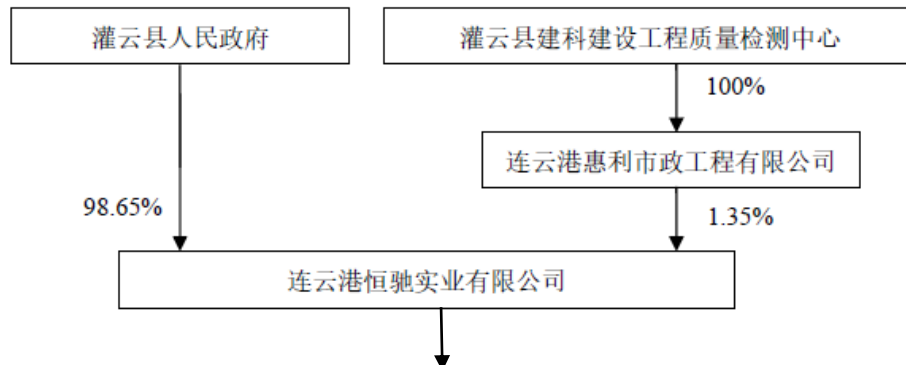 灌云县人民政府
灌云县建科建设工程质量检测中心
100%
连云港惠利市政工程有限公司
98.65%
1.35%
连云港恒驰实业有限公司